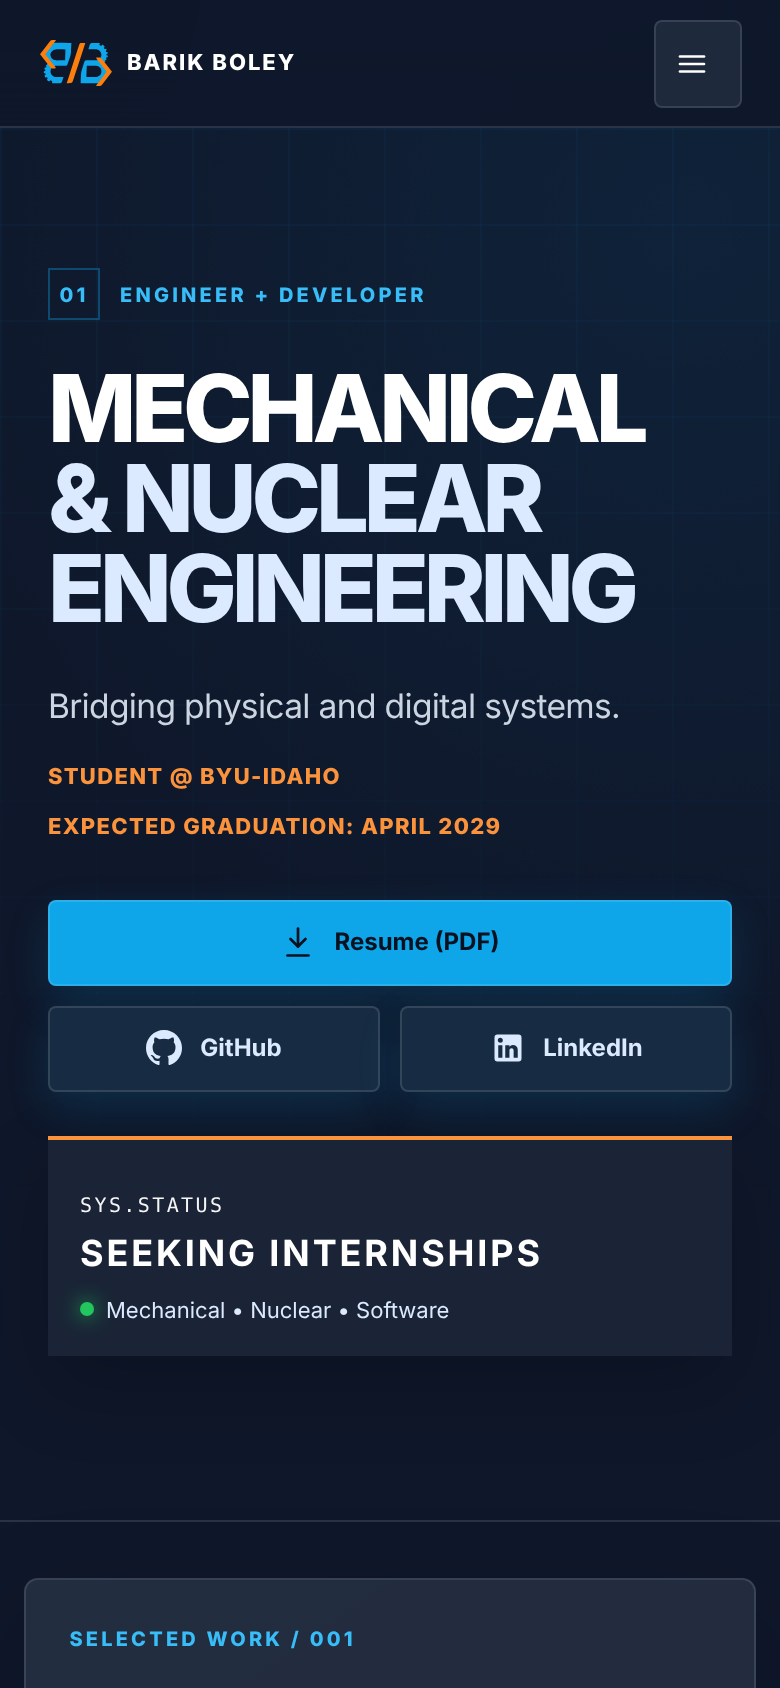 BARIK BOLEY
01 ENGINEER + DEVELOPER
MECHANICAL
& NUCLEAR
ENGINEERING
Bridging physical and digital systems.
STUDENT @ BYU-IDAHO
EXPECTED GRADUATION: APRIL 2029
Resume (PDF)
GitHub LinkedIn
SYS.STATUS
SEEKING INTERNSHIPS
Mechanical • Nuclear • Software
SELECTED WORK / 001